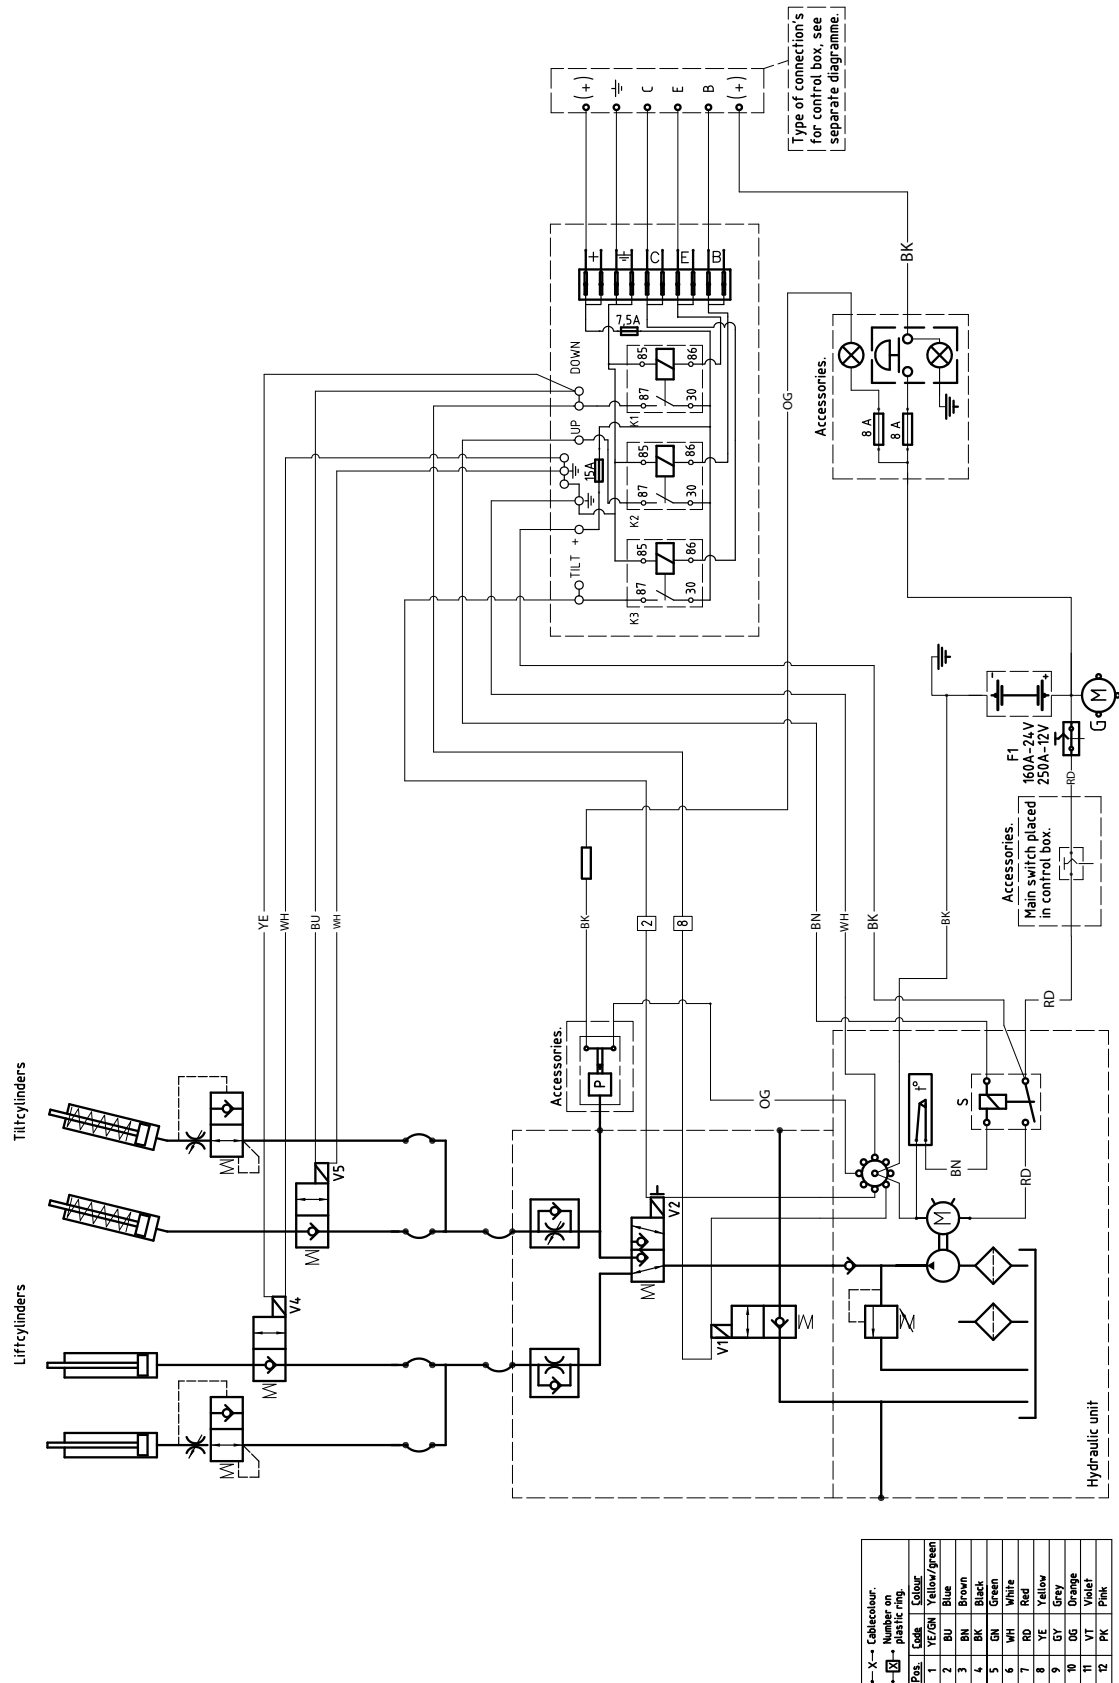 Type of connection's
for control box, see
separate diagramme.
(+)
C
E
B
(+)
+
C
E
B
7,5A
DOWN
85
86
87
30
K1
UP
15A
85
86
87
30
K2
+
TILT
85
86
87
30
K3
BK
OG
Accessories.
8 A
8 A
-
+
M
G
F1
160A-24V
250A-12V
RD
Accessories.
Main switch placed
in control box.
YE
WH
BU
WH
BK
2
8
BN
WH
BK
BK
RD
Accessories.
P
OG
S
t°
BN
RD
M
Tiltcylinders
V5
V2
Liftcylinders
V4
V1
Hydraulic unit
X Cablecolour.
X Number on
plastic ring.
Pos. Code Colour
1 YE/GN Yellow/green
2 BU Blue
3 BN Brown
4 BK Black
5 GN Green
6 WH White
7 RD Red
8 YE Yellow
9 GY Grey
10 OG Orange
11 VT Violet
12 PK Pink